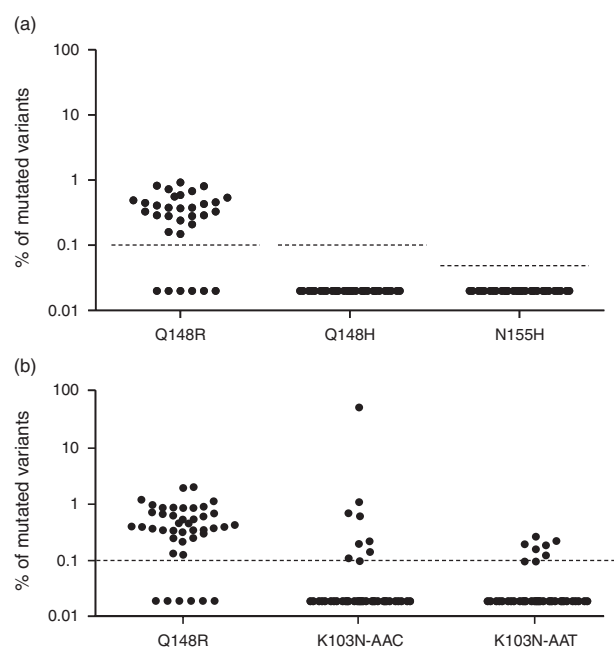 (a)
100
10
1
0.1
0.01
% of mutated variants
Q148R Q148H N155H
(b)
100
10
1
0.1
0.01
% of mutated variants
Q148R K103N-AAC K103N-AAT